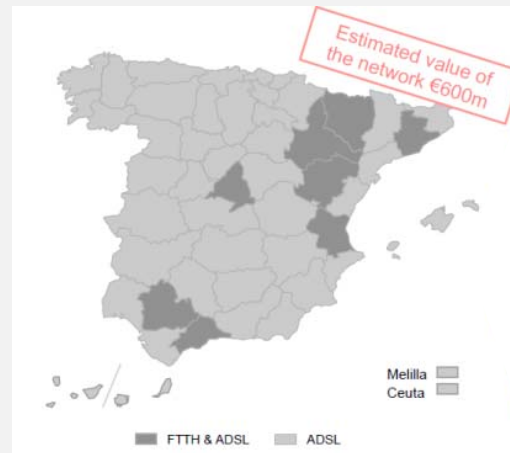 Estimated value of
the network €600m
Melilla
Ceuta
FTTH & ADSL
ADSL